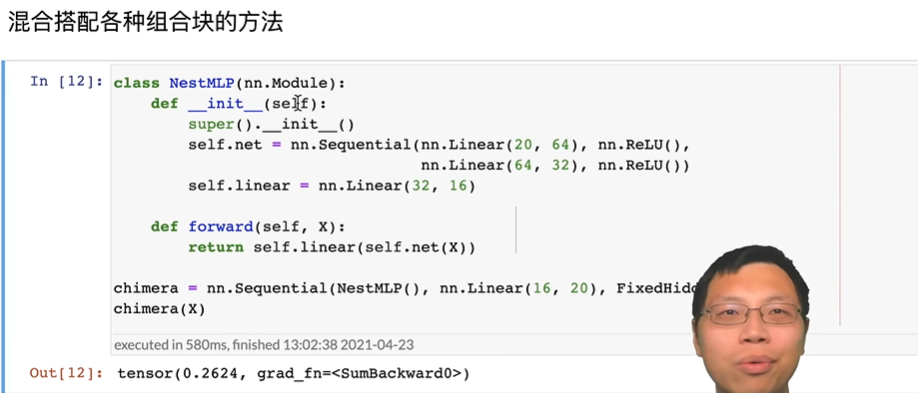 混合搭配各种组合块的方法
In [12]: class NestMLP(nn.Module):
def __init__(self):
super().__init__()
self.net = nn.Sequential(nn.Linear(20, 64), nn.ReLU(),
nn.Linear(64, 32), nn.ReLU())
self.linear = nn.Linear(32, 16)
def forward(self, X):
return self.linear(self.net(X))
chimera = nn.Sequential(NestMLP(), nn.Linear(16, 20),
chimera(X)
executed in 580ms, finished 13:02:38 2021-04-23
Out[12]: tensor(0.2624, grad_fn=<SumBackward0>)